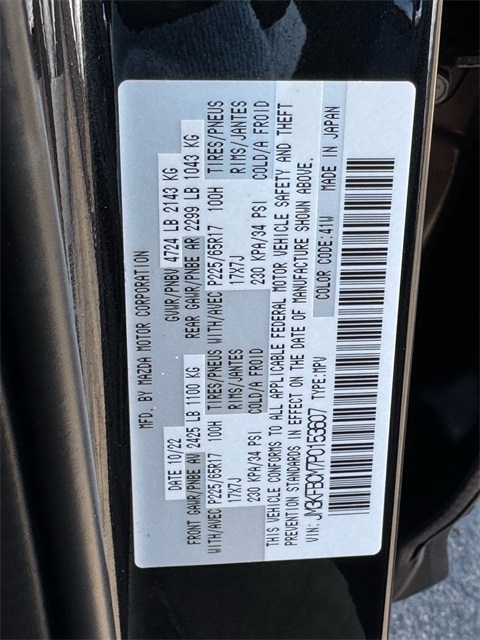 MFD. BY MAZDA MOTOR CORPORATION
DATE 10/22 GVWR/PNBV 4724 LB 2143 KG
FRONT GAWR/PNBE AV 2425 LB 1100 KG REAR GAWR/PNBE AR 2299 LB 1043 KG
WITH/AVEC P225/65R17 100H TIRES/PNEUS WITH/AVEC P225/65R17 100H TIRES/PNEUS
17X7J RIMS/JANTES 17X7J RIMS/JANTES
230 KPA/34 PSI COLD/A FROID 230 KPA/34 PSI COLD/A FROID
THIS VEHICLE CONFORMS TO ALL APPLICABLE FEDERAL MOTOR VEHICLE SAFETY AND THEFT
PREVENTION STANDARDS IN EFFECT ON THE DATE OF MANUFACTURE SHOWN ABOVE.
VIN: JM3KFBCM7P0153607 TYPE:MPV COLOR CODE:41W MADE IN JAPAN